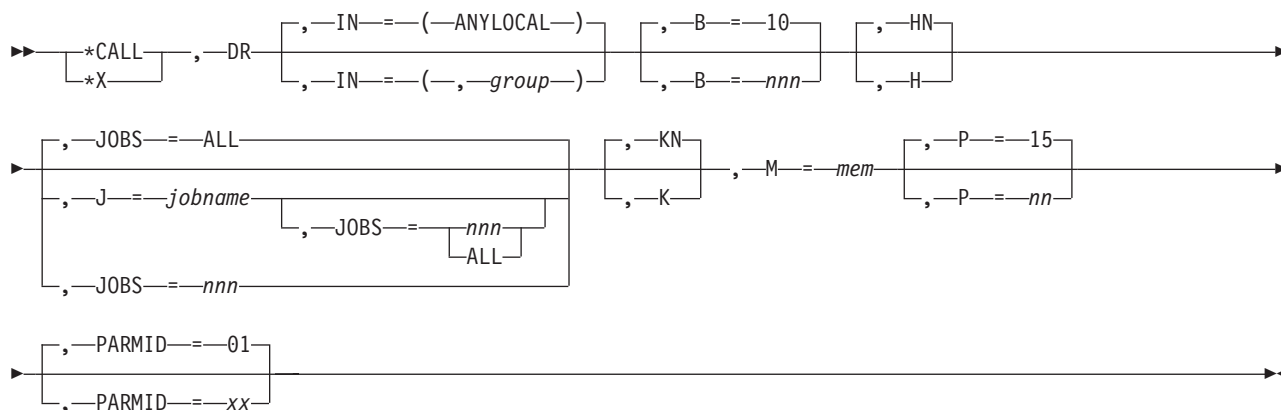 , IN = ( ANYLOCAL ) , B = 10 , HN
*CALL , DR
*X , IN = ( , group ) , B = nnn , H
, JOBS = ALL , KN , P = 15
, M = mem
, J = jobname , K , P = nn
, JOBS = nnn
ALL
, JOBS = nnn
, PARMID = 01
, PARMID = xx